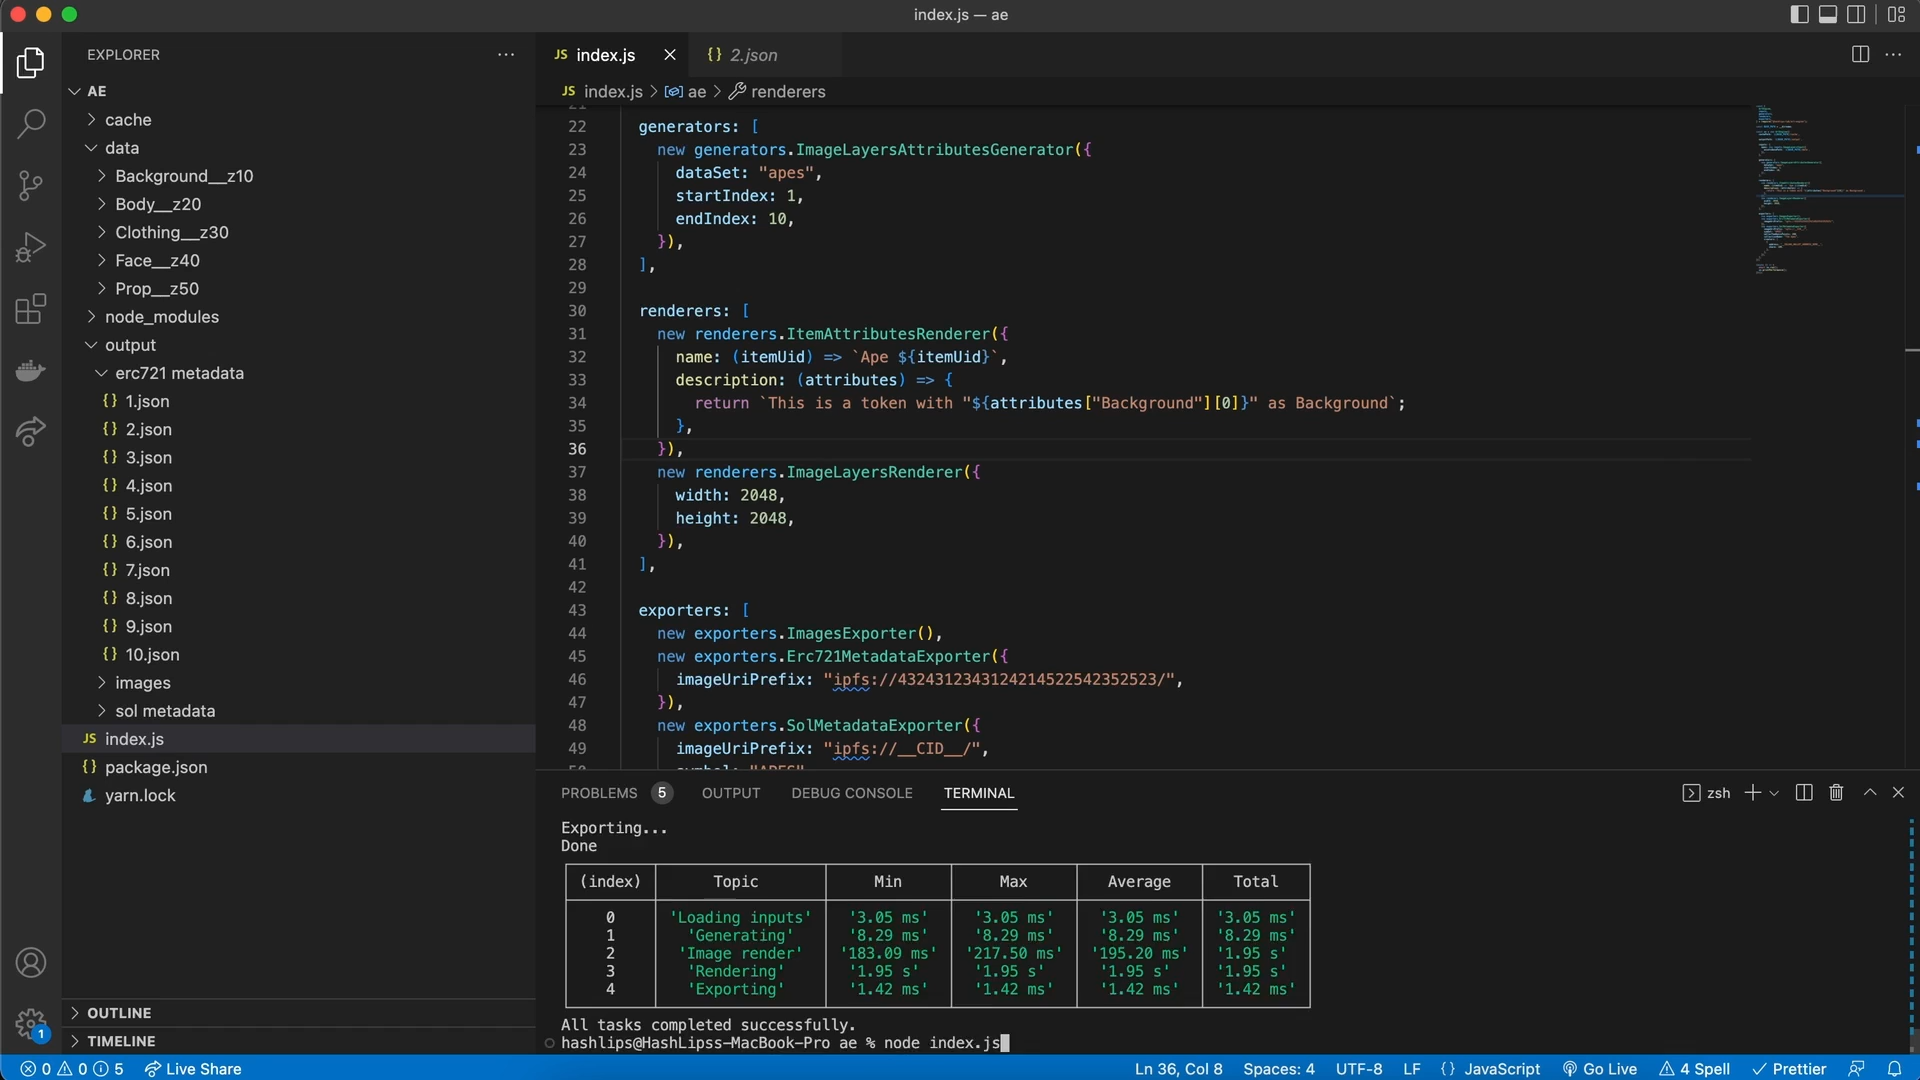 index.js — ae
EXPLORER
AE
cache
data
Background__z10
Body__z20
Clothing__z30
Face__z40
Prop__z50
node_modules
output
erc721 metadata
{} 1.json
{} 2.json
{} 3.json
{} 4.json
{} 5.json
{} 6.json
{} 7.json
{} 8.json
{} 9.json
{} 10.json
images
sol metadata
JS index.js
{} package.json
yarn.lock
OUTLINE
TIMELINE
JS index.js
{} 2.json
JS index.js > ae > renderers
22 generators: [
23 new generators.ImageLayersAttributesGenerator({
24 dataSet: "apes",
25 startIndex: 1,
26 endIndex: 10,
27 }),
28 ],
29
30 renderers: [
31 new renderers.ItemAttributesRenderer({
32 name: (itemUid) => `Ape ${itemUid}`,
33 description: (attributes) => {
34 return `This is a token with "${attributes["Background"][0]}" as Background`;
35 },
36 }),
37 new renderers.ImageLayersRenderer({
38 width: 2048,
39 height: 2048,
40 }),
41 ],
42
43 exporters: [
44 new exporters.ImagesExporter(),
45 new exporters.Erc721MetadataExporter({
46 imageUriPrefix: "ipfs://4324312343124214522542352523/",
47 }),
48 new exporters.SolMetadataExporter({
49 imageUriPrefix: "ipfs://__CID__/",
PROBLEMS 5 OUTPUT DEBUG CONSOLE TERMINAL
zsh
Exporting...
Done
(index) Topic Min Max Average Total
0 'Loading inputs' '3.05 ms' '3.05 ms' '3.05 ms' '3.05 ms'
1 'Generating' '8.29 ms' '8.29 ms' '8.29 ms' '8.29 ms'
2 'Image render' '183.09 ms' '217.50 ms' '195.20 ms' '1.95 s'
3 'Rendering' '1.95 s' '1.95 s' '1.95 s' '1.95 s'
4 'Exporting' '1.42 ms' '1.42 ms' '1.42 ms' '1.42 ms'
All tasks completed successfully.
hashlips@HashLipss-MacBook-Pro ae % node index.js
1
0 0 5 Live Share
Ln 36, Col 8 Spaces: 4 UTF-8 LF {} JavaScript Go Live 4 Spell Prettier